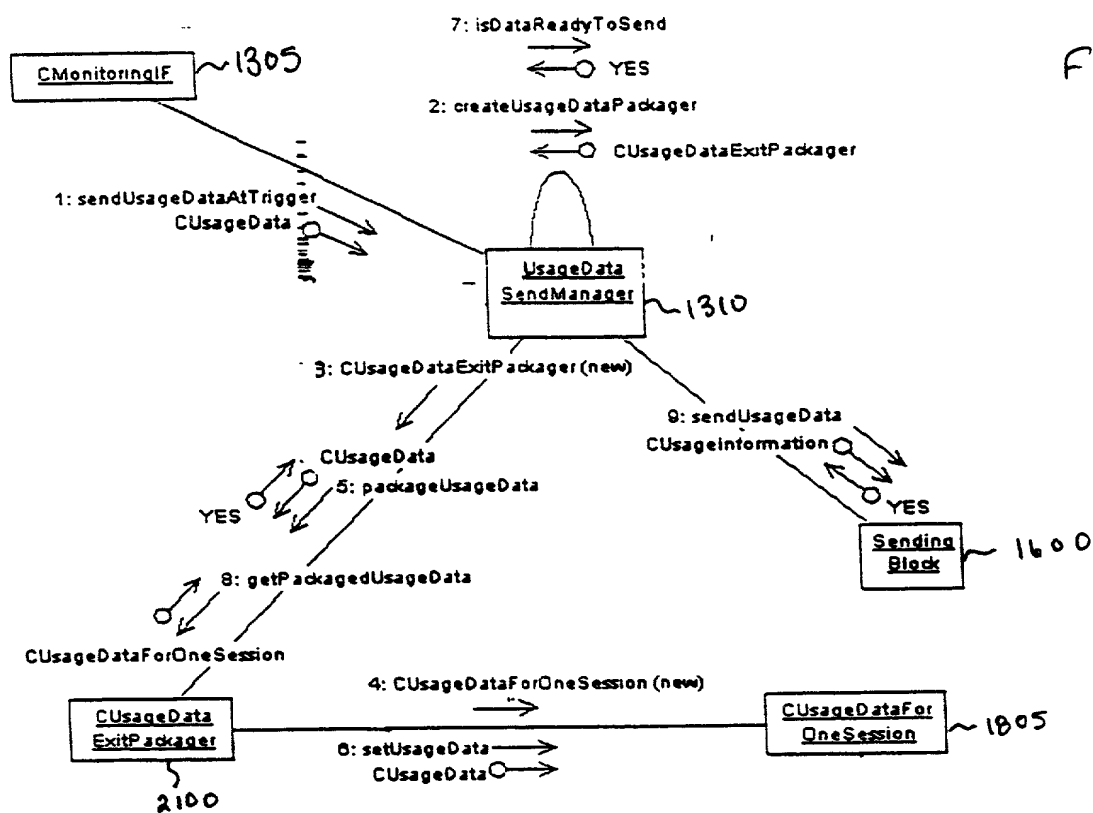 7: isDataReadyToSend
YES
F
CMonitoringIF
1305
2: createUsageDataPackager
CUsageDataExitPackager
1: sendUsageDataAtTrigger
CUsageData
UsageData
SendManager
1310
3: CUsageDataExitPackager (new)
9: sendUsageData
CUsageInformation
YES
CUsageData
5: packageUsageData
YES
Sending
Block
1600
8: getPackagedUsageData
CUsageDataForOneSession
4: CUsageDataForOneSession (new)
CUsageData
ExitPackager
2100
6: setUsageData
CUsageData
CUsageDataFor
OneSession
1805